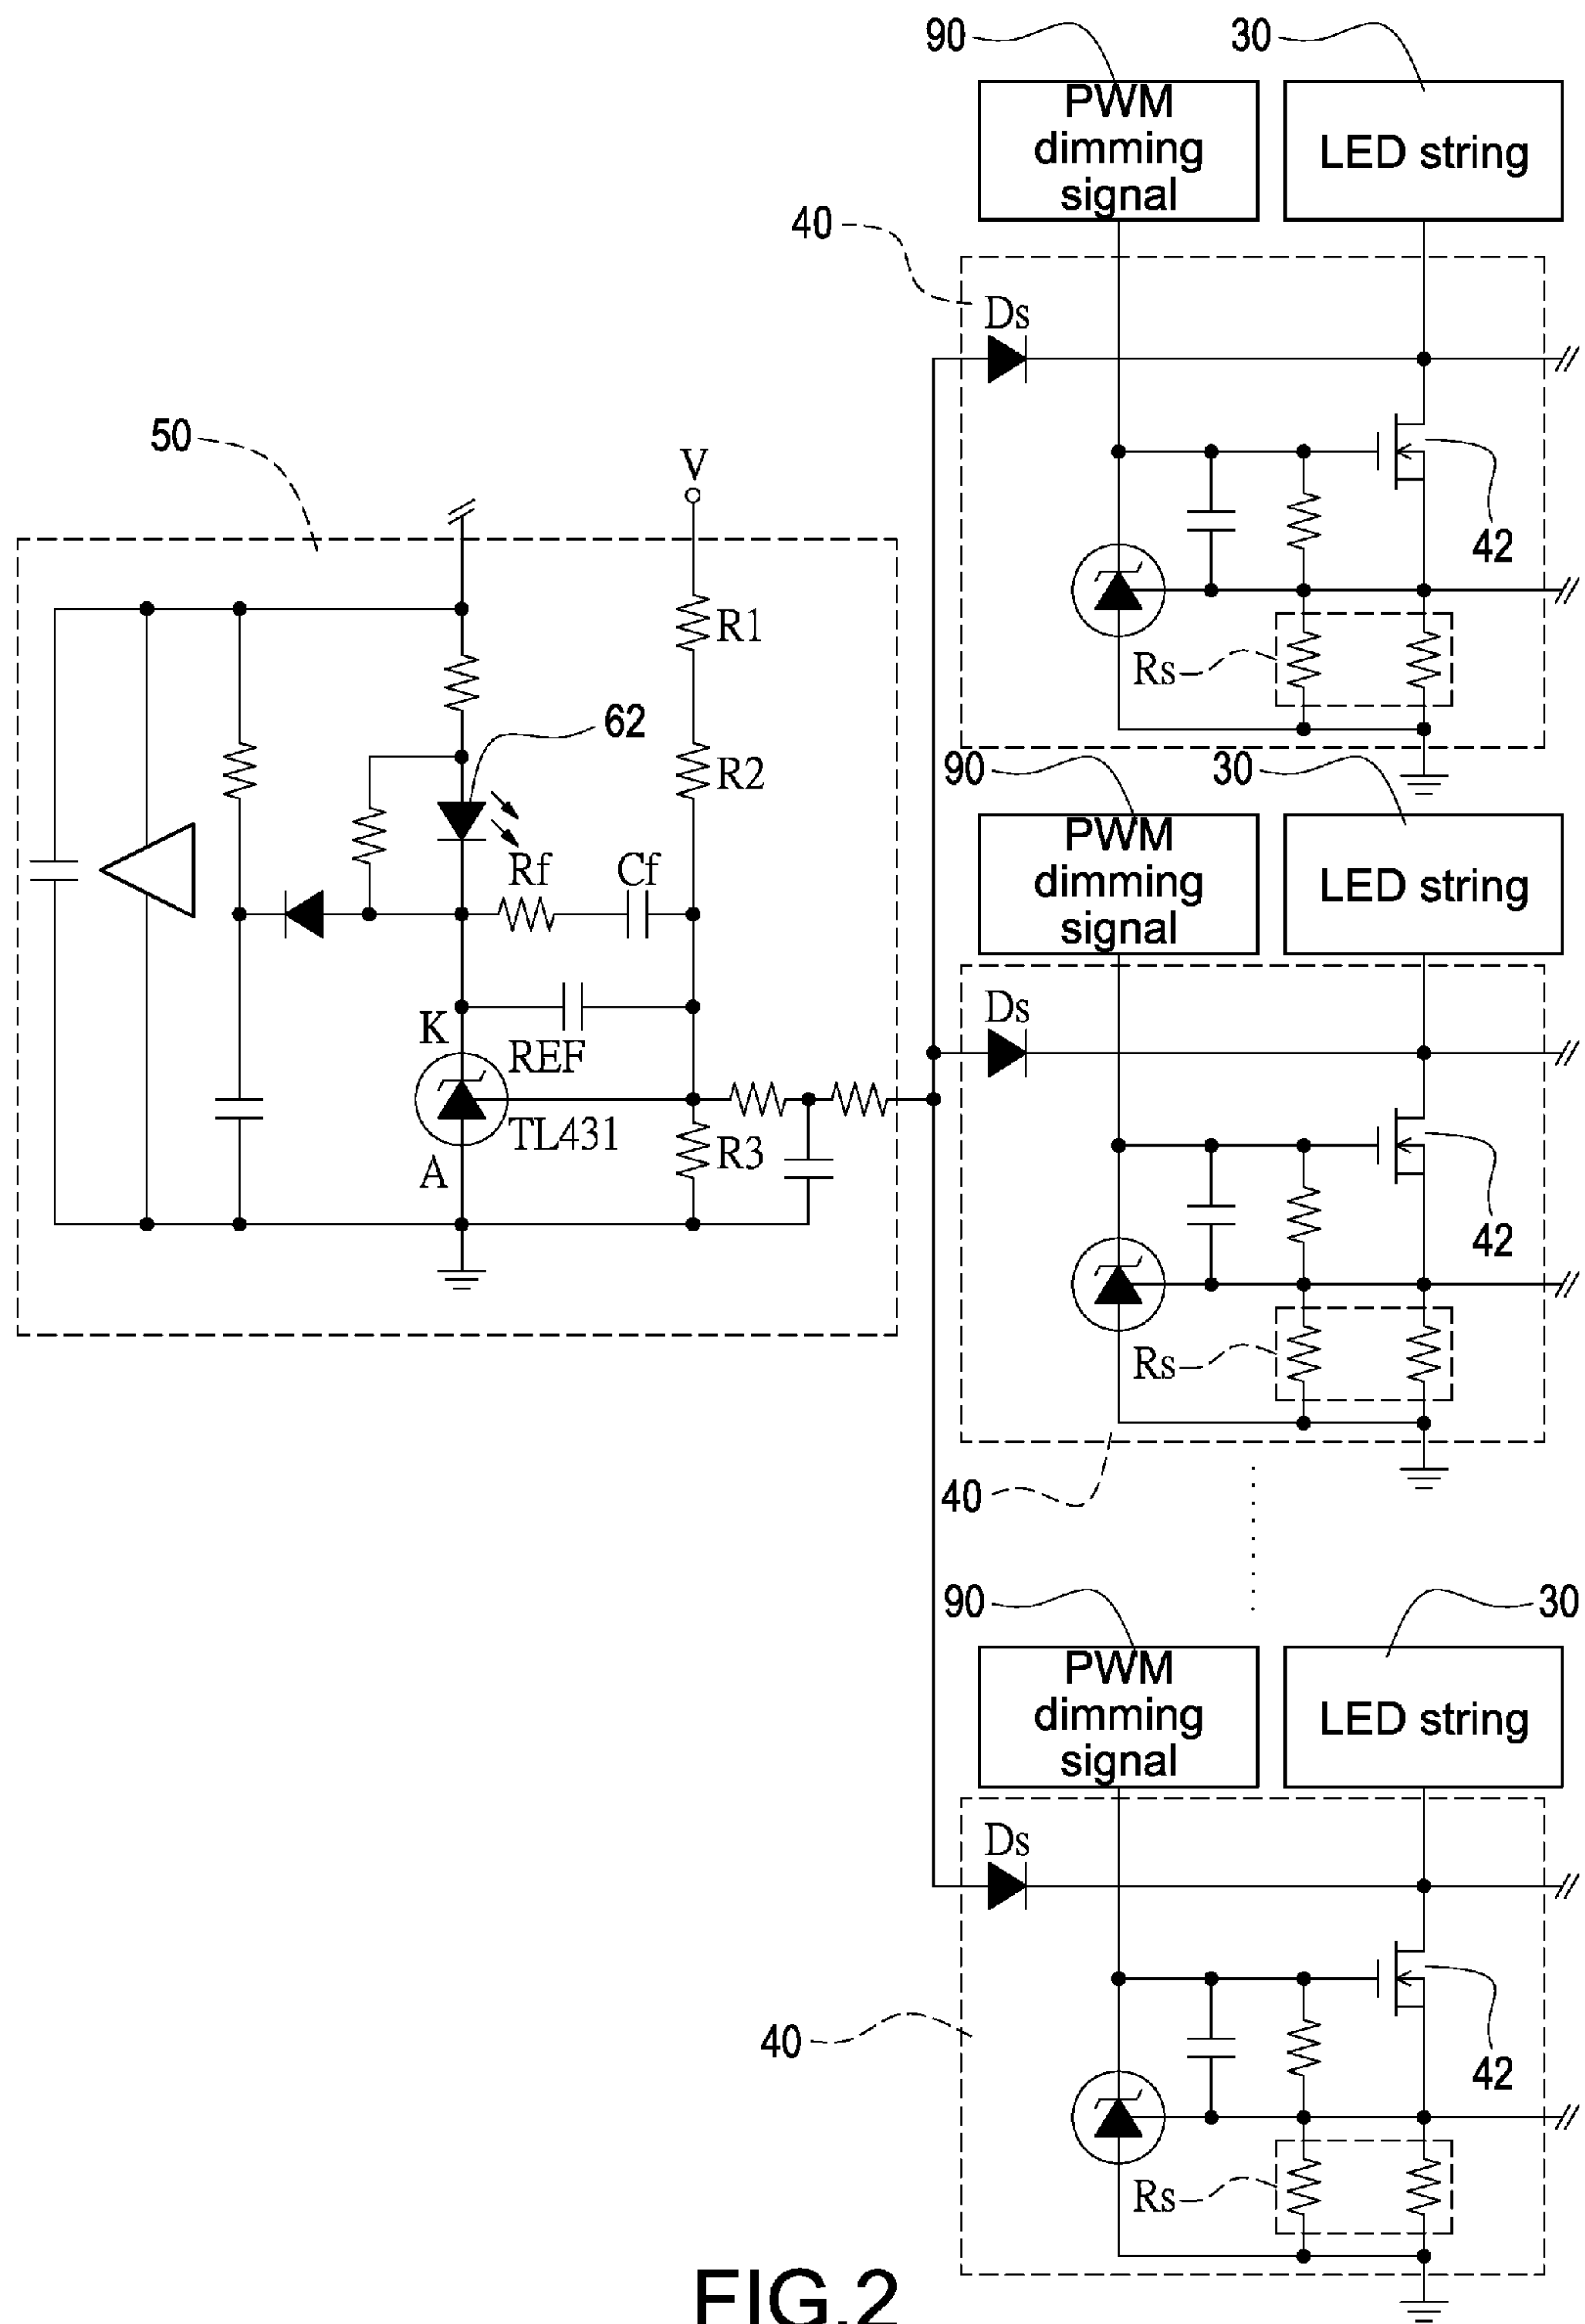 90
30
PWM
dimming
signal
LED string
40
Ds
50
V
42
R1
Rs
62
R2
90
30
PWM
dimming
signal
LED string
Rf
Cf
Ds
K
REF
TL431
R3
A
42
Rs
40
90
30
PWM
dimming
signal
LED string
Ds
40
42
Rs
FIG.2